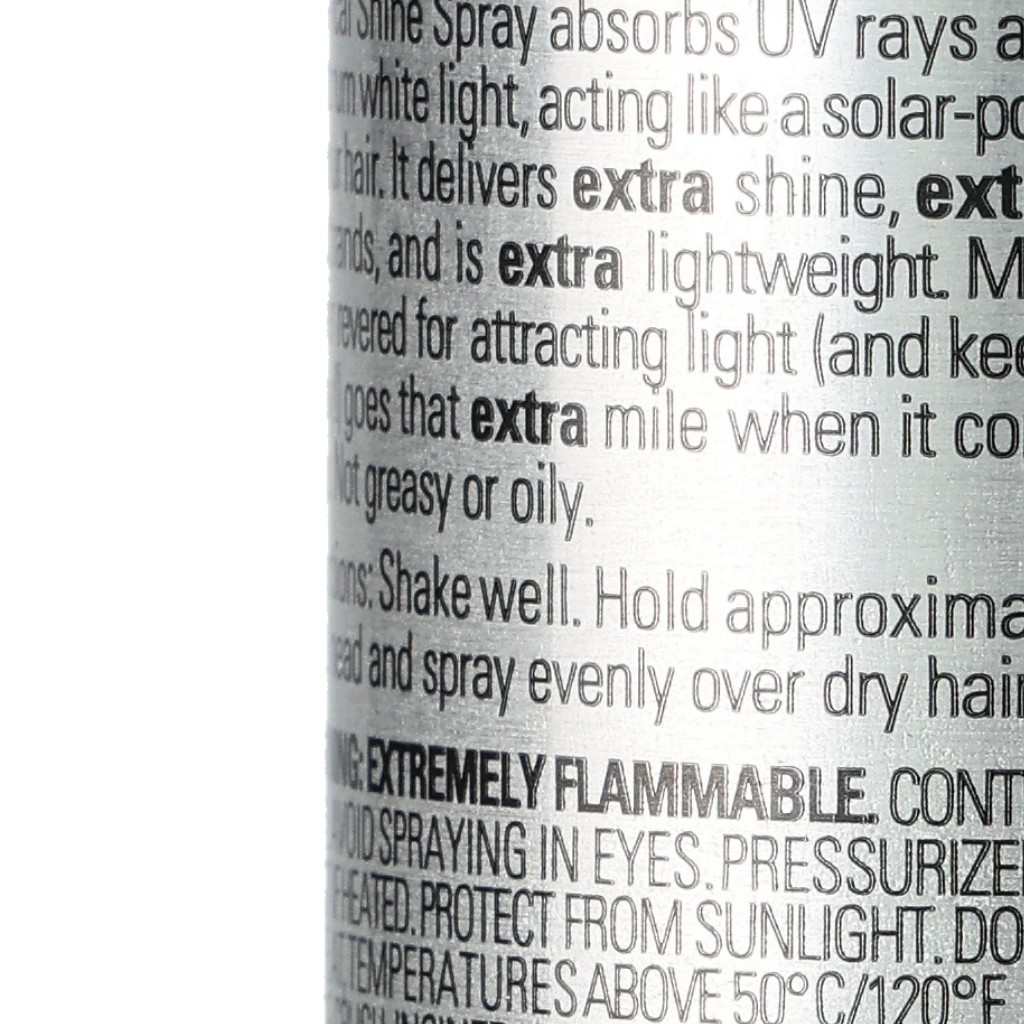 Shine Spray absorbs UV rays a
white light, acting like a solar-po
hair. It delivers extra shine, ext
and is extra lightweight. M
revered for attracting light (and kee
goes that extra mile when it co
Not greasy or oily.
Shake well. Hold approxima
and spray evenly over dry hair
EXTREMELY FLAMMABLE. CONT
SPRAYING IN EYES. PRESSURIZE
HEATED. PROTECT FROM SUNLIGHT. DO
TEMPERATURES ABOVE 50°C/120°F